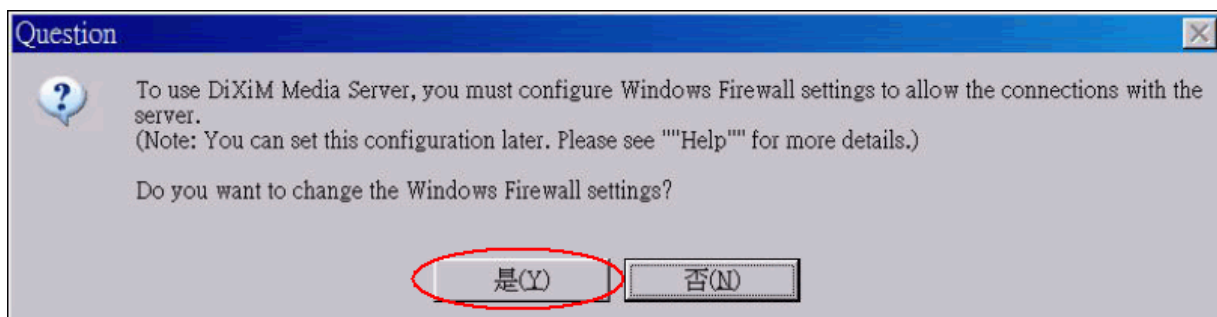 Question
To use DiXiM Media Server, you must configure Windows Firewall settings to allow the connections with the
server.
(Note: You can set this configuration later. Please see ""Help"" for more details.)
Do you want to change the Windows Firewall settings?
是(Y)
否(N)